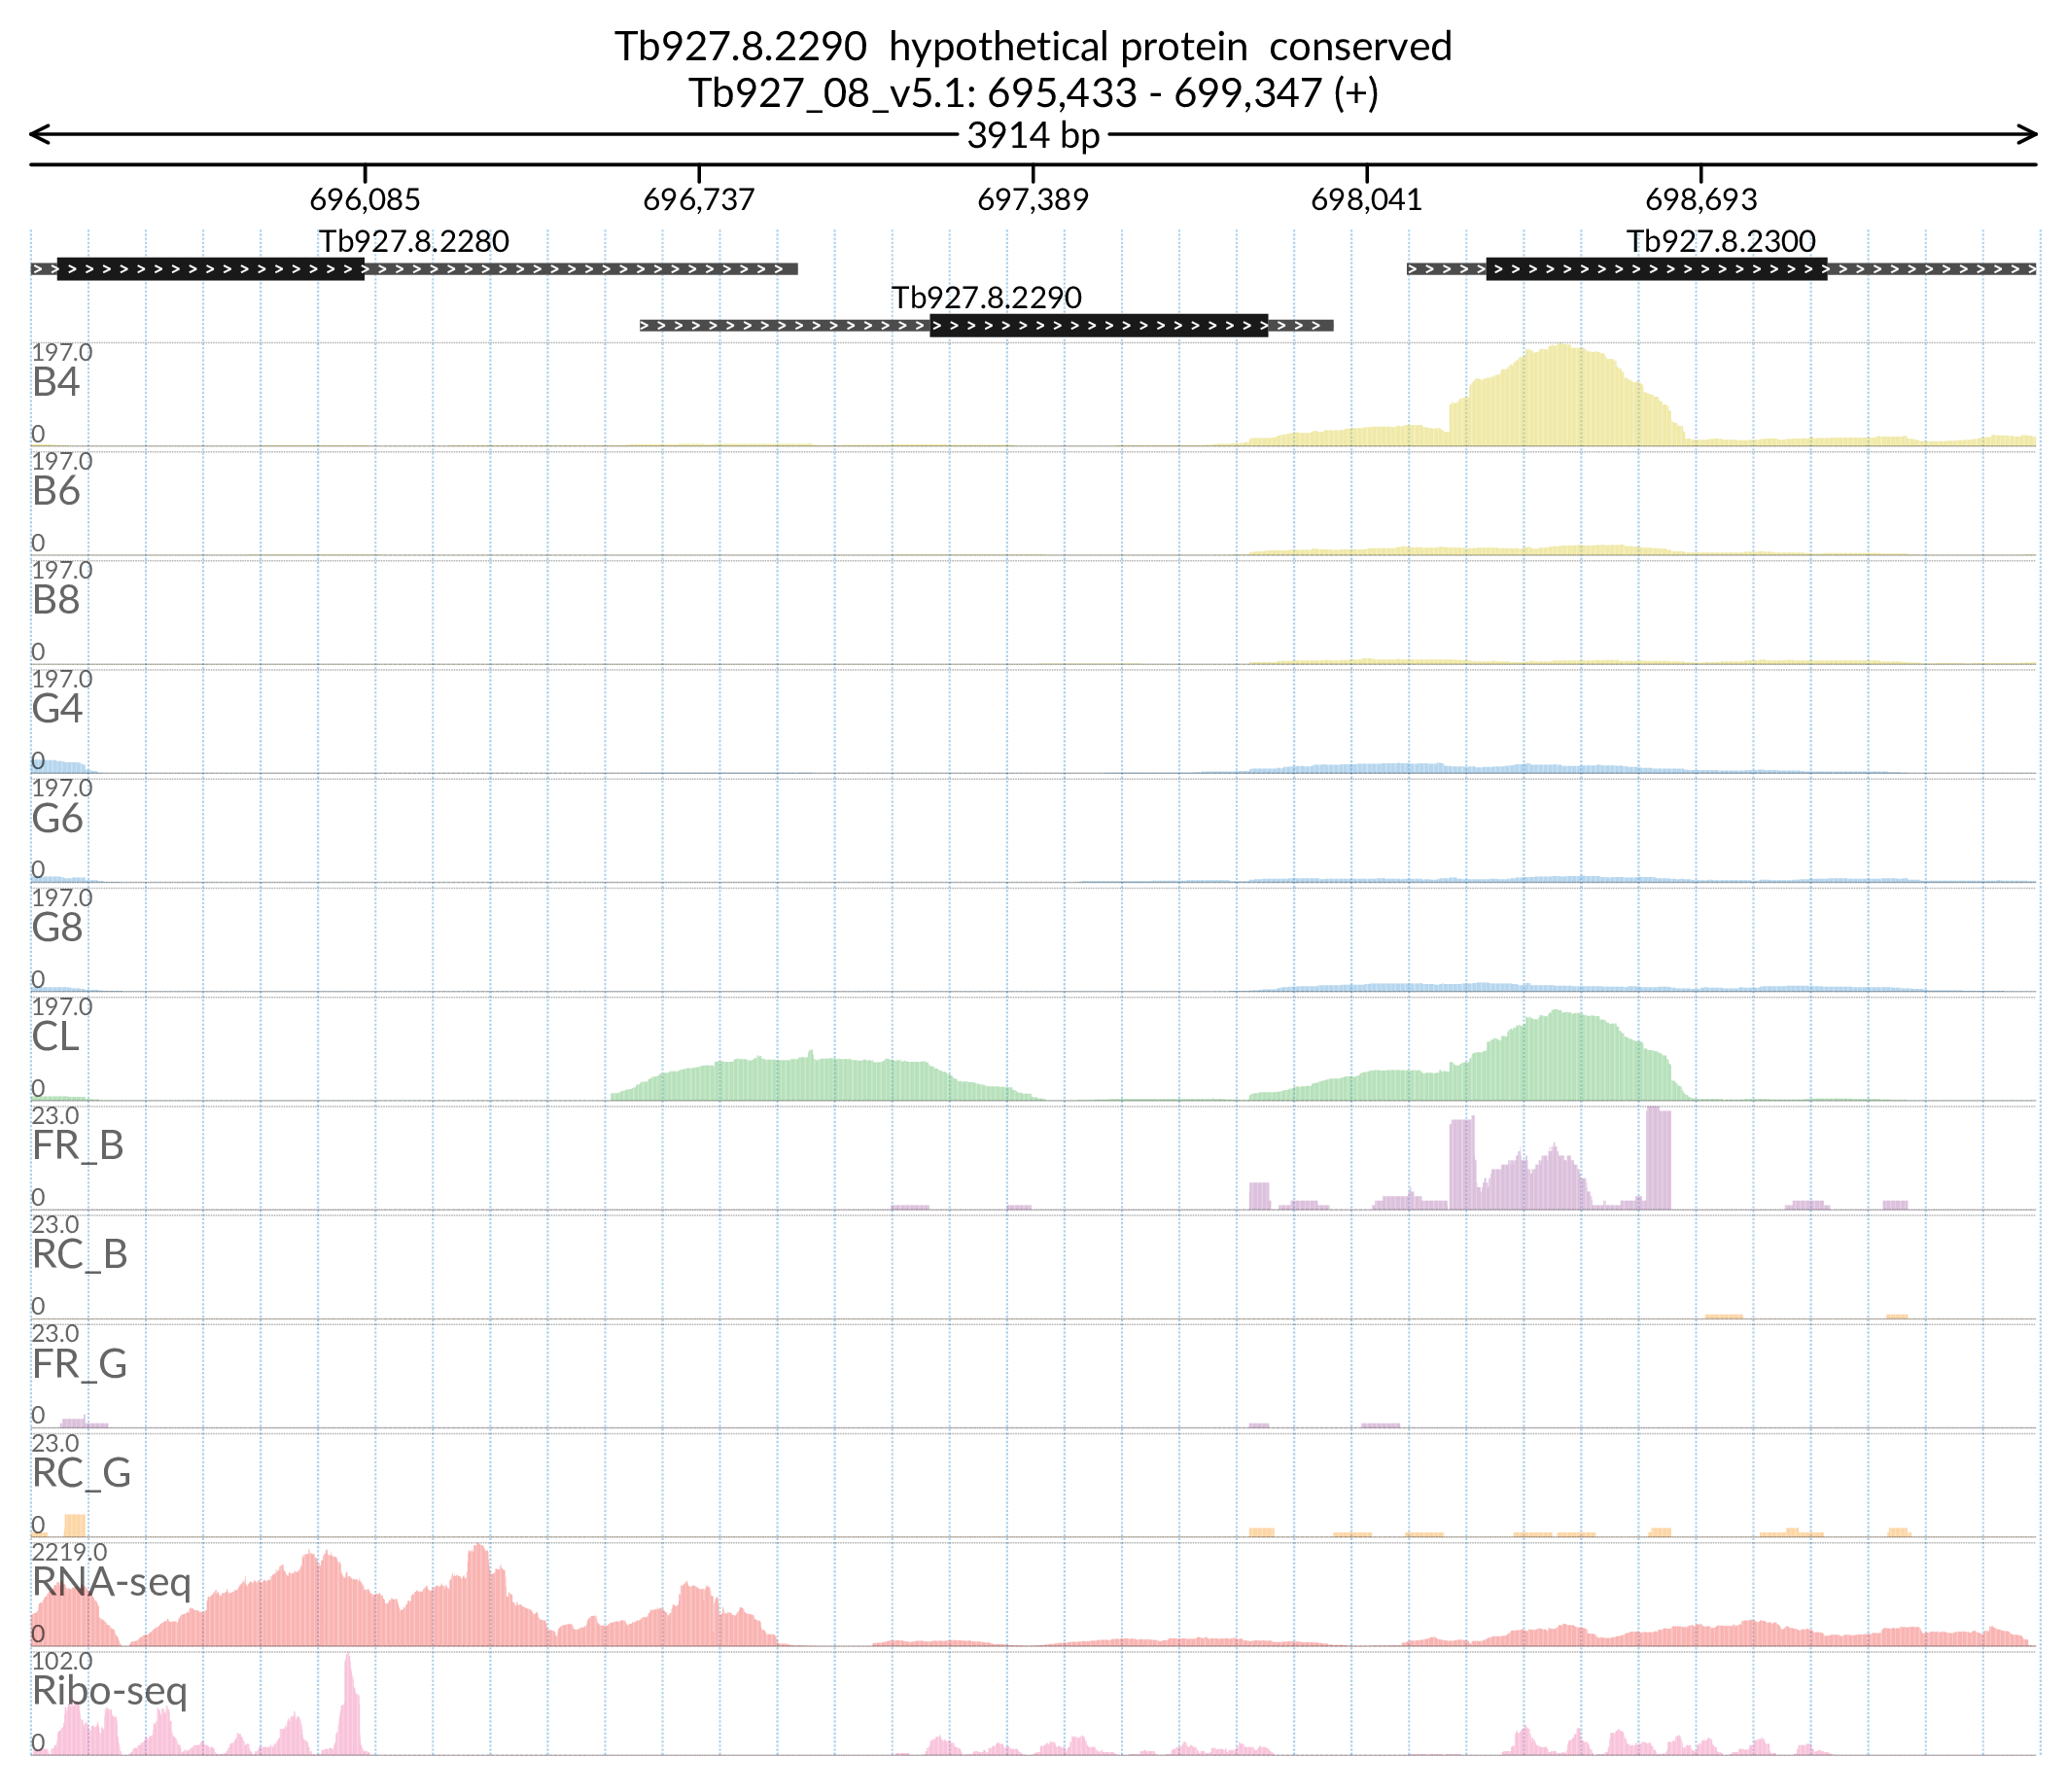 Tb927.8.2290  hypothetical protein  conserved
Tb927_08_v5.1: 695,433 - 699,347 (+)
3914 bp
696,085 696,737 697,389 698,041 698,693
Tb927.8.2280 Tb927.8.2300
Tb927.8.2290
197.0
B4
0
197.0
B6
0
197.0
B8
0
197.0
G4
0
197.0
G6
0
197.0
G8
0
197.0
CL
0
23.0
FR_B
0
23.0
RC_B
0
23.0
FR_G
0
23.0
RC_G
0
2219.0
RNA-seq
0
102.0
Ribo-seq
0